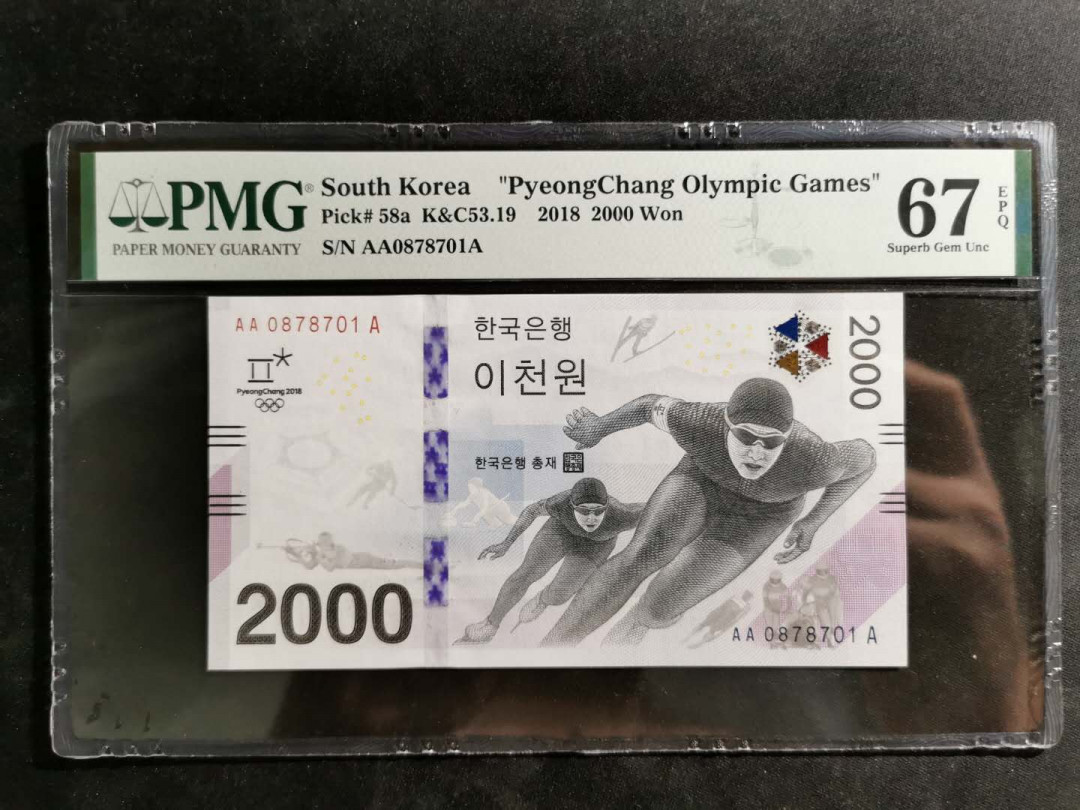 PMG®
PAPER MONEY GUARANTY
South Korea "PyeongChang Olympic Games"
Pick# 58a K&C53.19 2018 2000 Won
S/N AA0878701A
67
EPQ
Superb Gem Unc
AA 0878701 A
PyeongChang 2018
한국은행
이천원
한국은행 총재
2000
2000
AA 0878701 A